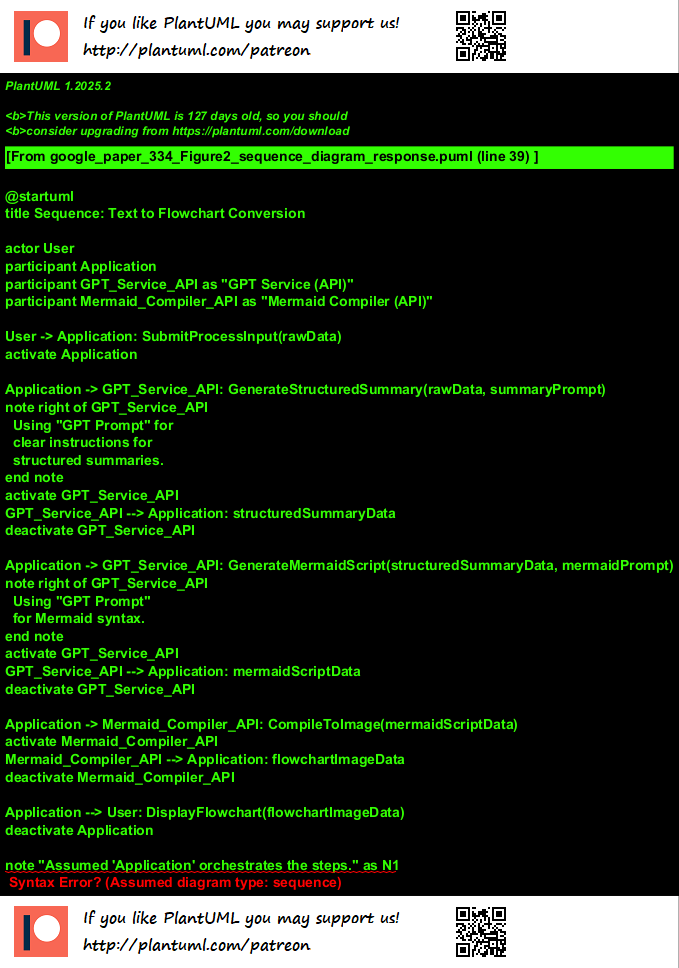 If you like PlantUML you may support us!
http://plantuml.com/patreon
PlantUML 1.2025.2
<b>This version of PlantUML is 127 days old, so you should
<b>consider upgrading from https://plantuml.com/download
[From google_paper_334_Figure2_sequence_diagram_response.puml (line 39) ]
@startuml
title Sequence: Text to Flowchart Conversion
actor User
participant Application
participant GPT_Service_API as "GPT Service (API)"
participant Mermaid_Compiler_API as "Mermaid Compiler (API)"
User -> Application: SubmitProcessInput(rawData)
activate Application
Application -> GPT_Service_API: GenerateStructuredSummary(rawData, summaryPrompt)
note right of GPT_Service_API
Using "GPT Prompt" for
clear instructions for
structured summaries.
end note
activate GPT_Service_API
GPT_Service_API --> Application: structuredSummaryData
deactivate GPT_Service_API
Application -> GPT_Service_API: GenerateMermaidScript(structuredSummaryData, mermaidPrompt)
note right of GPT_Service_API
Using "GPT Prompt"
for Mermaid syntax.
end note
activate GPT_Service_API
GPT_Service_API --> Application: mermaidScriptData
deactivate GPT_Service_API
Application -> Mermaid_Compiler_API: CompileToImage(mermaidScriptData)
activate Mermaid_Compiler_API
Mermaid_Compiler_API --> Application: flowchartImageData
deactivate Mermaid_Compiler_API
Application --> User: DisplayFlowchart(flowchartImageData)
deactivate Application
note "Assumed 'Application' orchestrates the steps." as N1
Syntax Error? (Assumed diagram type: sequence)
If you like PlantUML you may support us!
http://plantuml.com/patreon